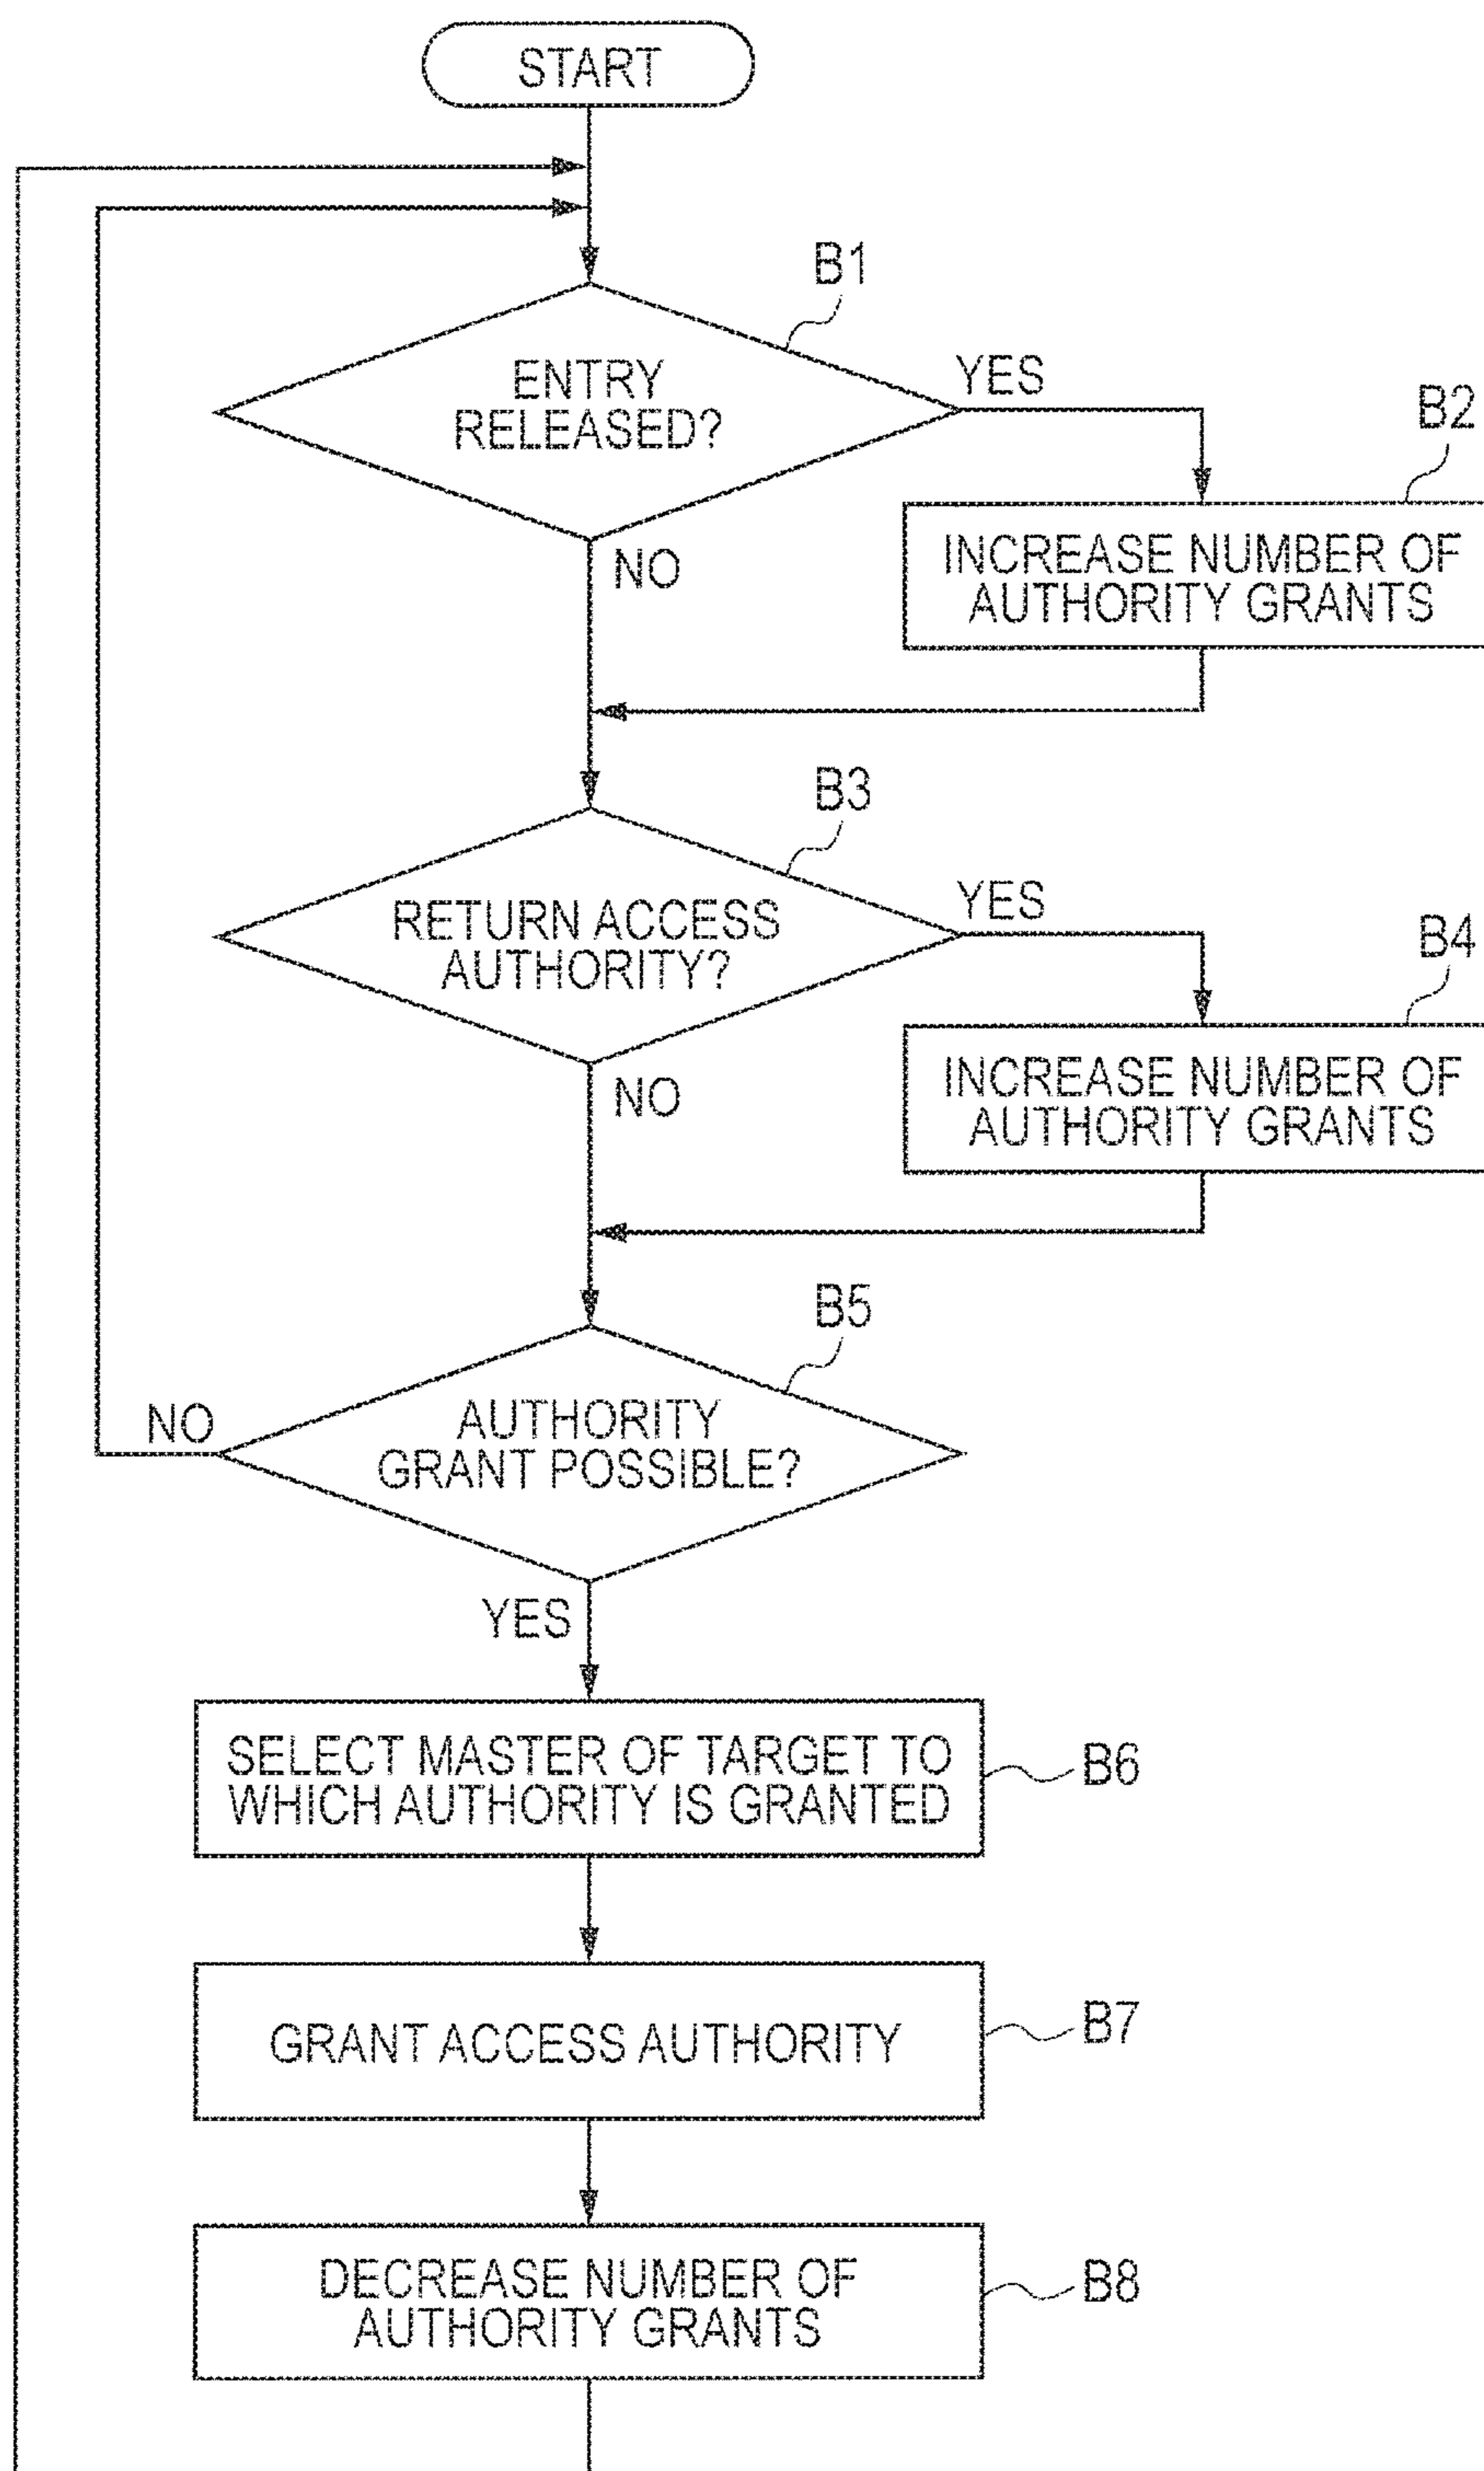 START
B1
ENTRY
RELEASED?
YES
NO
B2
INCREASE NUMBER OF
AUTHORITY GRANTS
B3
RETURN ACCESS
AUTHORITY?
YES
NO
B4
INCREASE NUMBER OF
AUTHORITY GRANTS
B5
AUTHORITY
GRANT POSSIBLE?
NO
YES
SELECT MASTER OF TARGET TO
WHICH AUTHORITY IS GRANTED
B6
GRANT ACCESS AUTHORITY
B7
DECREASE NUMBER OF
AUTHORITY GRANTS
B8